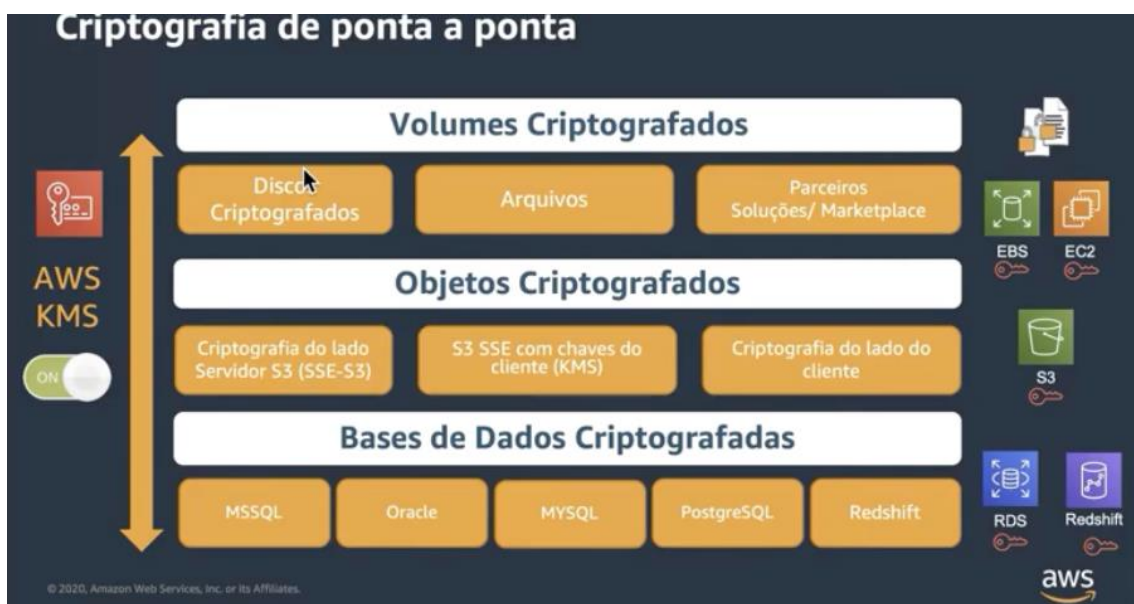 Criptografia de ponta a ponta
Volumes Criptografados
Discos
Criptografados
Arquivos
Parceiros
Soluções/ Marketplace
EBS
EC2
AWS
KMS
ON
Objetos Criptografados
Criptografia do lado
Servidor S3 (SSE-S3)
S3 SSE com chaves do
cliente (KMS)
Criptografia do lado do
cliente
S3
Bases de Dados Criptografadas
MSSQL
Oracle
MYSQL
PostgreSQL
Redshift
RDS
Redshift
© 2020, Amazon Web Services, Inc. or its Affiliates.
aws